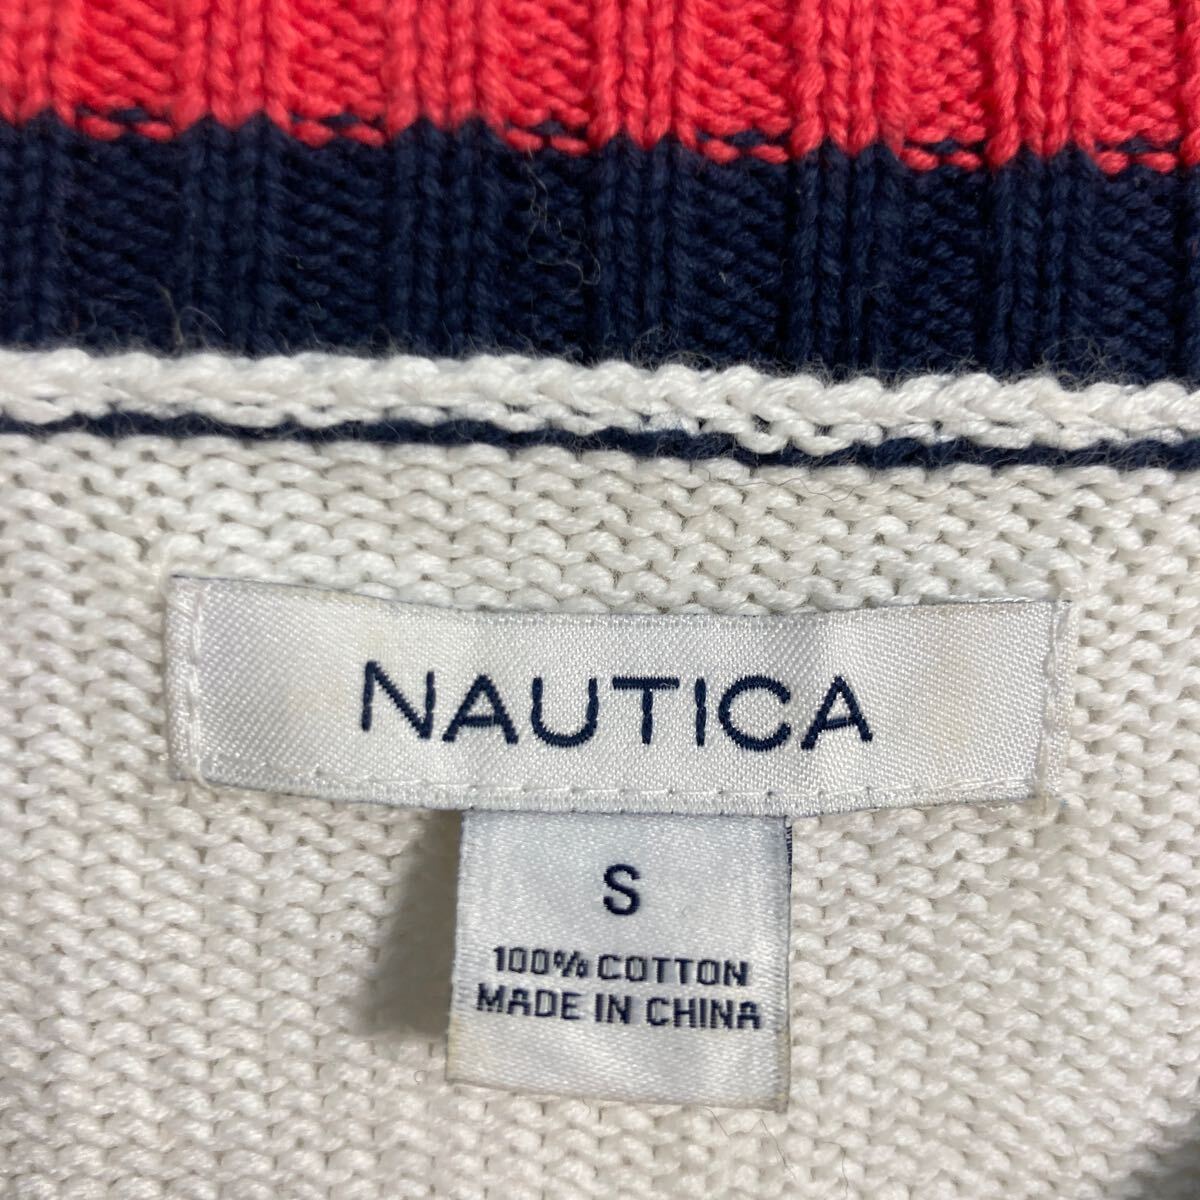 NAUTICA
S
100% COTTON
MADE IN CHINA